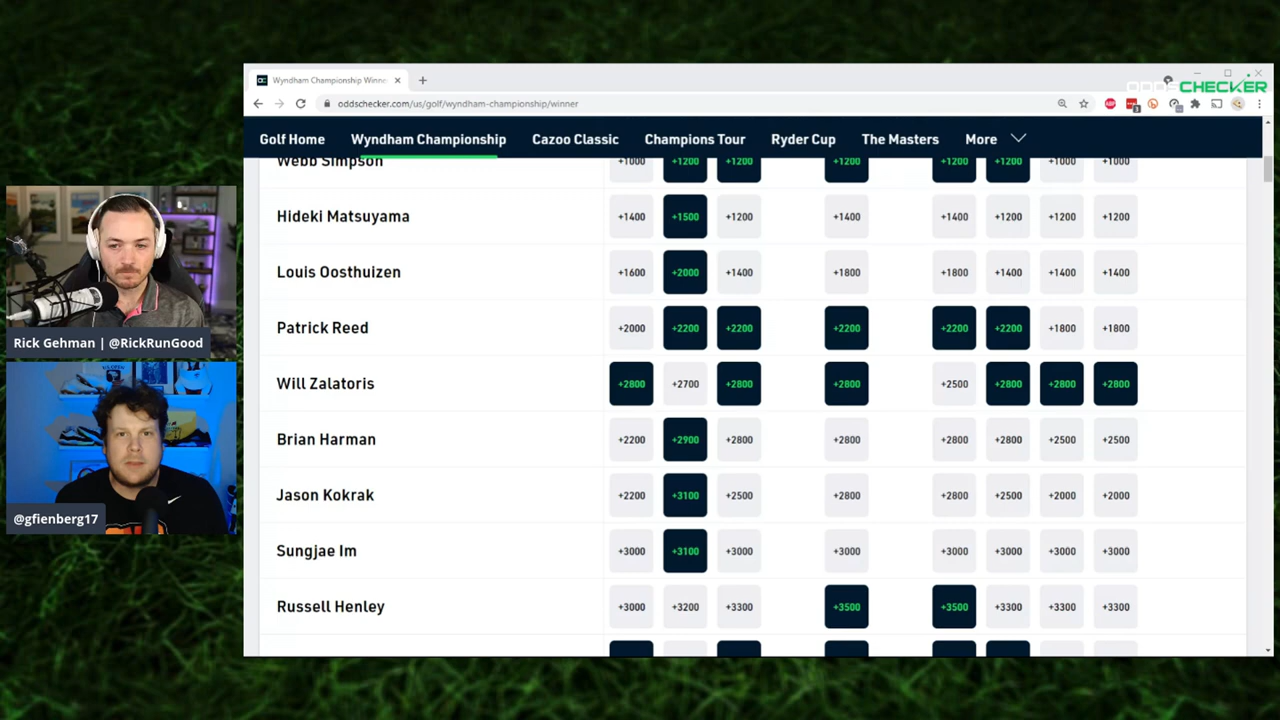 Wyndham Championship Winne
ODDSCHECKER
oddschecker.com/us/golf/wyndham-championship/winner
Golf Home Wyndham Championship Cazoo Classic Champions Tour Ryder Cup The Masters More
Webb Simpson +1000 +1200 +1200 +1200 +1200 +1200 +1000 +1000
Hideki Matsuyama +1400 +1500 +1200 +1400 +1400 +1200 +1200 +1200
Louis Oosthuizen +1600 +2000 +1400 +1800 +1800 +1400 +1400 +1400
Patrick Reed +2000 +2200 +2200 +2200 +2200 +2200 +1800 +1800
Will Zalatoris +2800 +2700 +2800 +2800 +2500 +2800 +2800 +2800
Brian Harman +2200 +2900 +2800 +2800 +2800 +2800 +2500 +2500
Jason Kokrak +2200 +3100 +2500 +2800 +2800 +2500 +2000 +2000
Sungjae Im +3000 +3100 +3000 +3000 +3000 +3000 +3000 +3000
Russell Henley +3000 +3200 +3300 +3500 +3500 +3300 +3300 +3300
Rick Gehman | @RickRunGood
@gfienberg17